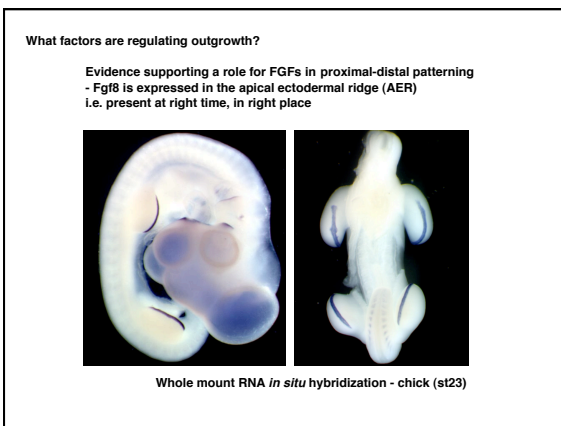 What factors are regulating outgrowth?
Evidence supporting a role for FGFs in proximal-distal patterning
- Fgf8 is expressed in the apical ectodermal ridge (AER)
i.e. present at right time, in right place
Whole mount RNA in situ hybridization - chick (st23)